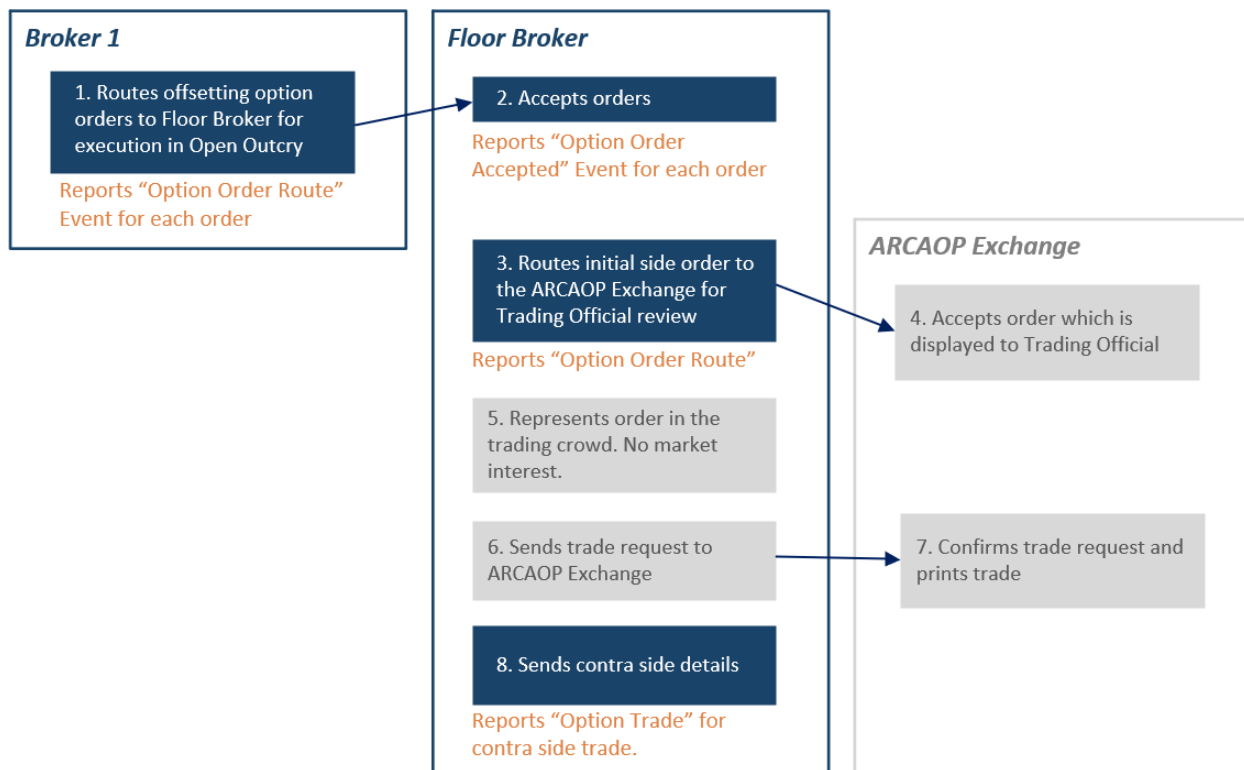 Broker 1
1. Routes offsetting option
orders to Floor Broker for
execution in Open Outcry
Reports “Option Order Route”
Event for each order
Floor Broker
2. Accepts orders
Reports “Option Order
Accepted” Event for each order
3. Routes initial side order to
the ARCAOP Exchange for
Trading Official review
Reports “Option Order Route”
ARCAOP Exchange
4. Accepts order which is
displayed to Trading Official
5. Represents order in the
trading crowd. No market
interest.
6. Sends trade request to
ARCAOP Exchange
7. Confirms trade request and
prints trade
8. Sends contra side details
Reports “Option Trade” for
contra side trade.